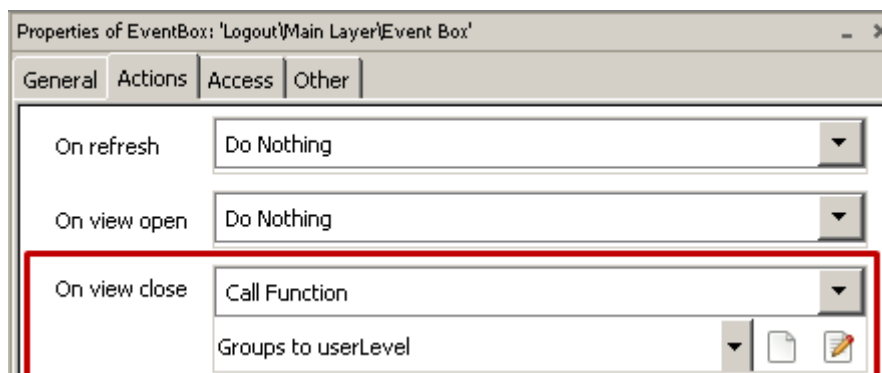 Properties of EventBox: 'Logout\Main Layer\Event Box'
General Actions Access Other
On refresh Do Nothing
On view open Do Nothing
On view close Call Function
Groups to userLevel